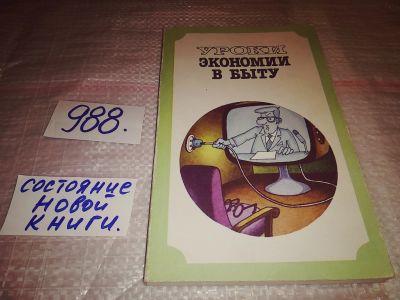 УРОКИ
ЭКОНОМИИ
В БЫТУ
988.
СОСТОЯНИЕ
НОВОЙ
КНИГИ.